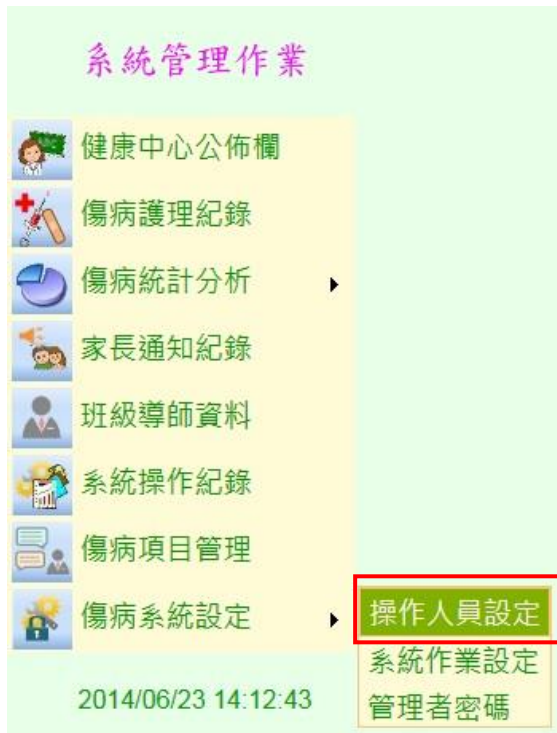 系統管理作業
健康中心公佈欄
傷病護理紀錄
傷病統計分析
家長通知紀錄
班級導師資料
系統操作紀錄
傷病項目管理
傷病系統設定
操作人員設定
系統作業設定
管理者密碼
2014/06/23 14:12:43